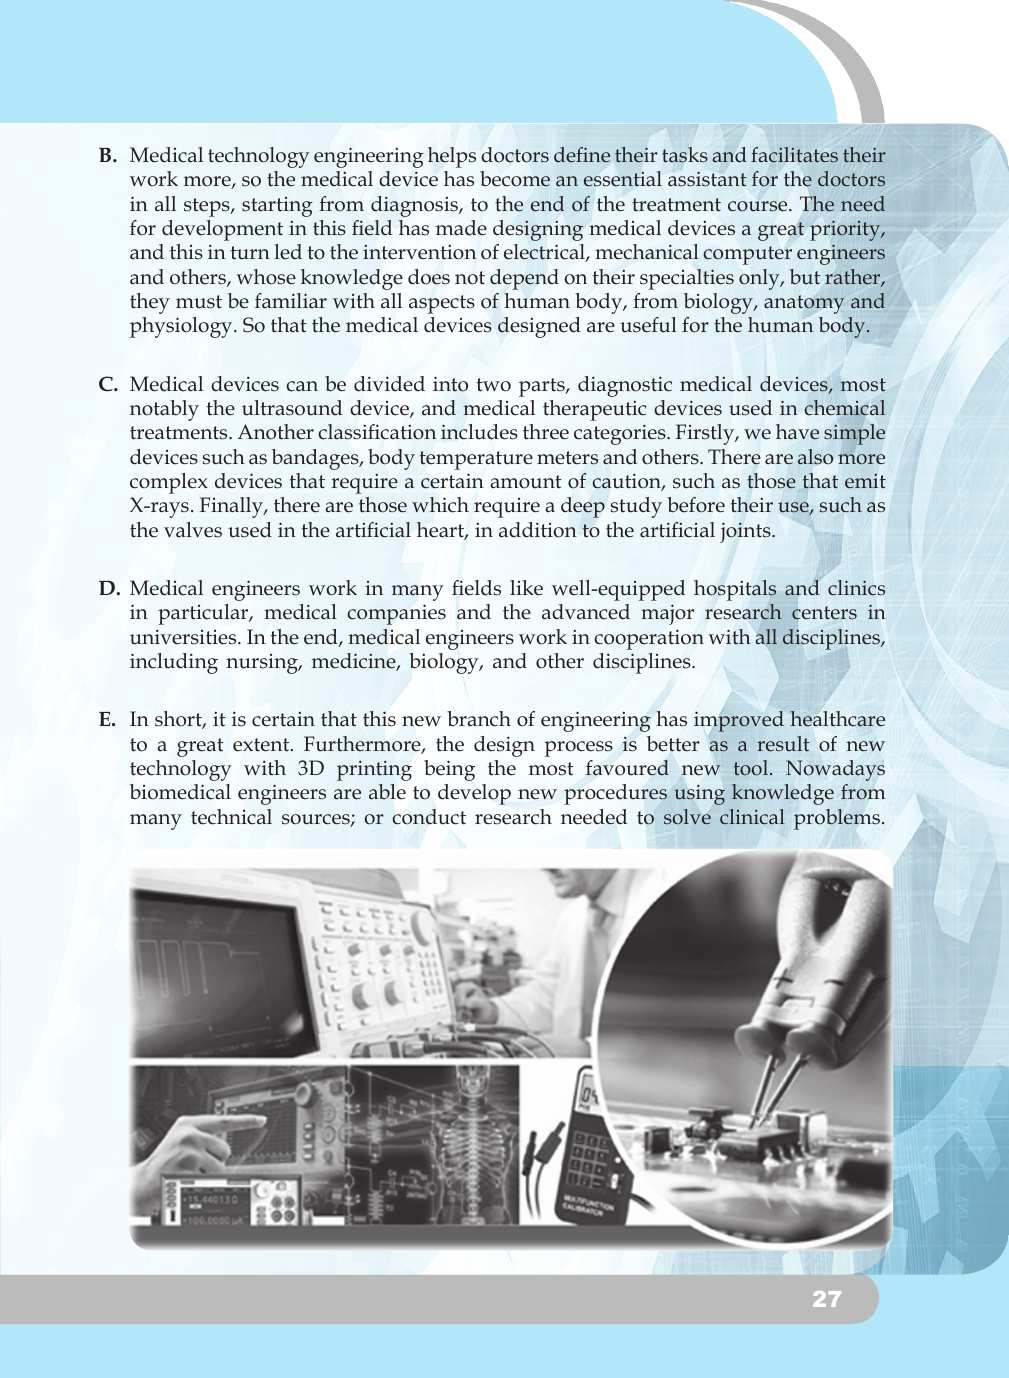 B. Medical technology engineering helps doctors define their tasks and facilitates their
work more, so the medical device has become an essential assistant for the doctors
in all steps, starting from diagnosis, to the end of the treatment course. The need
for development in this field has made designing medical devices a great priority,
and this in turn led to the intervention of electrical, mechanical computer engineers
and others, whose knowledge does not depend on their specialties only, but rather,
they must be familiar with all aspects of human body, from biology, anatomy and
physiology. So that the medical devices designed are useful for the human body.
C. Medical devices can be divided into two parts, diagnostic medical devices, most
notably the ultrasound device, and medical therapeutic devices used in chemical
treatments. Another classification includes three categories. Firstly, we have simple
devices such as bandages, body temperature meters and others. There are also more
complex devices that require a certain amount of caution, such as those that emit
X-rays. Finally, there are those which require a deep study before their use, such as
the valves used in the artificial heart, in addition to the artificial joints.
D. Medical engineers work in many fields like well-equipped hospitals and clinics
in particular, medical companies and the advanced major research centers in
universities. In the end, medical engineers work in cooperation with all disciplines,
including nursing, medicine, biology, and other disciplines.
E. In short, it is certain that this new branch of engineering has improved healthcare
to a great extent. Furthermore, the design process is better as a result of new
technology with 3D printing being the most favoured new tool. Nowadays
biomedical engineers are able to develop new procedures using knowledge from
many technical sources; or conduct research needed to solve clinical problems.
MULTIFUNCTION
CALIBRATOR
27